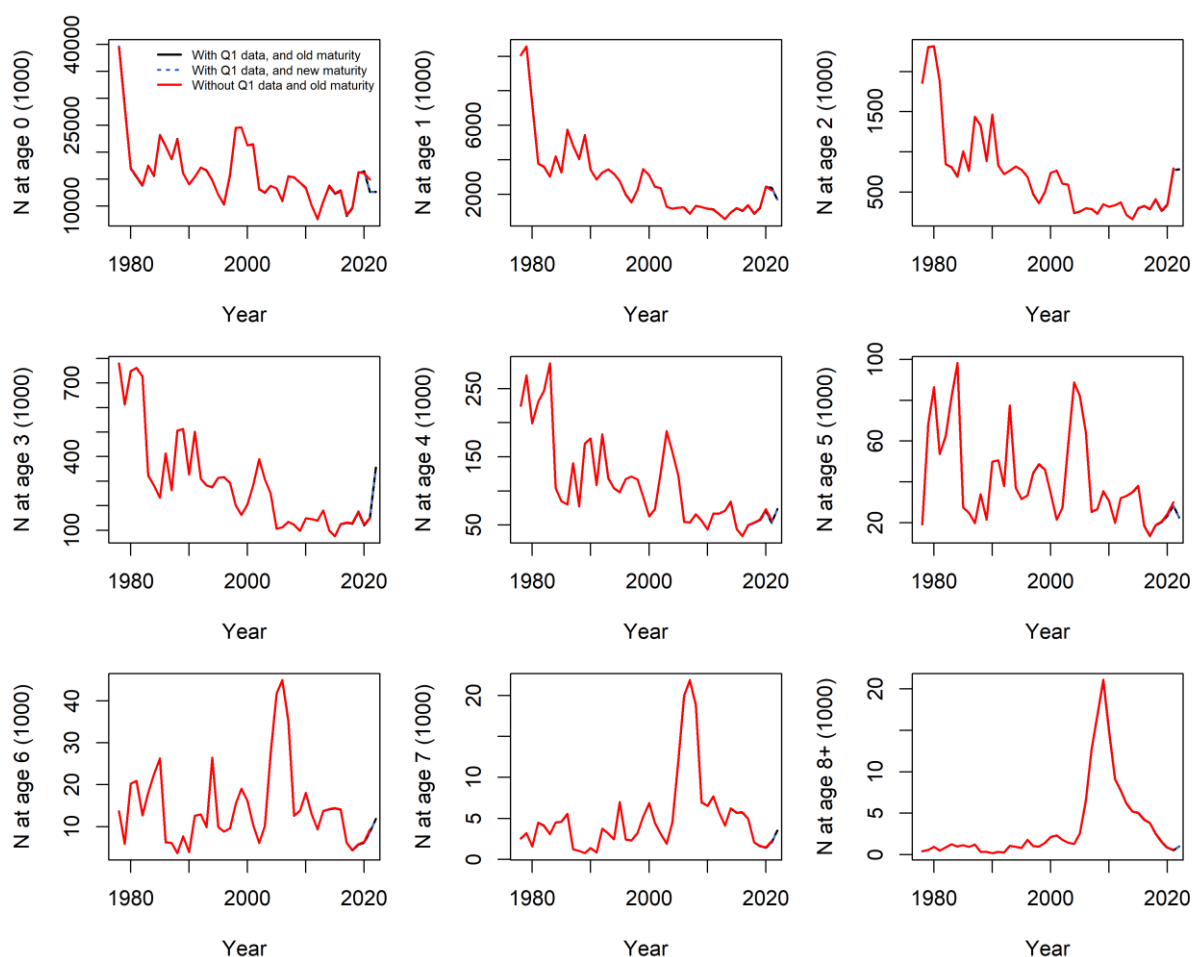 N at age 0 (1000)
40000
25000
10000
With Q1 data, and old maturity
With Q1 data, and new maturity
Without Q1 data and old maturity
1980 2000 2020
Year
N at age 1 (1000)
6000
2000
1980 2000 2020
Year
N at age 2 (1000)
1500
500
1980 2000 2020
Year
N at age 3 (1000)
700
400
100
1980 2000 2020
Year
N at age 4 (1000)
250
150
50
1980 2000 2020
Year
N at age 5 (1000)
100
60
20
1980 2000 2020
Year
N at age 6 (1000)
40
30
20
10
1980 2000 2020
Year
N at age 7 (1000)
20
15
10
5
0
1980 2000 2020
Year
N at age 8+ (1000)
20
15
10
5
0
1980 2000 2020
Year